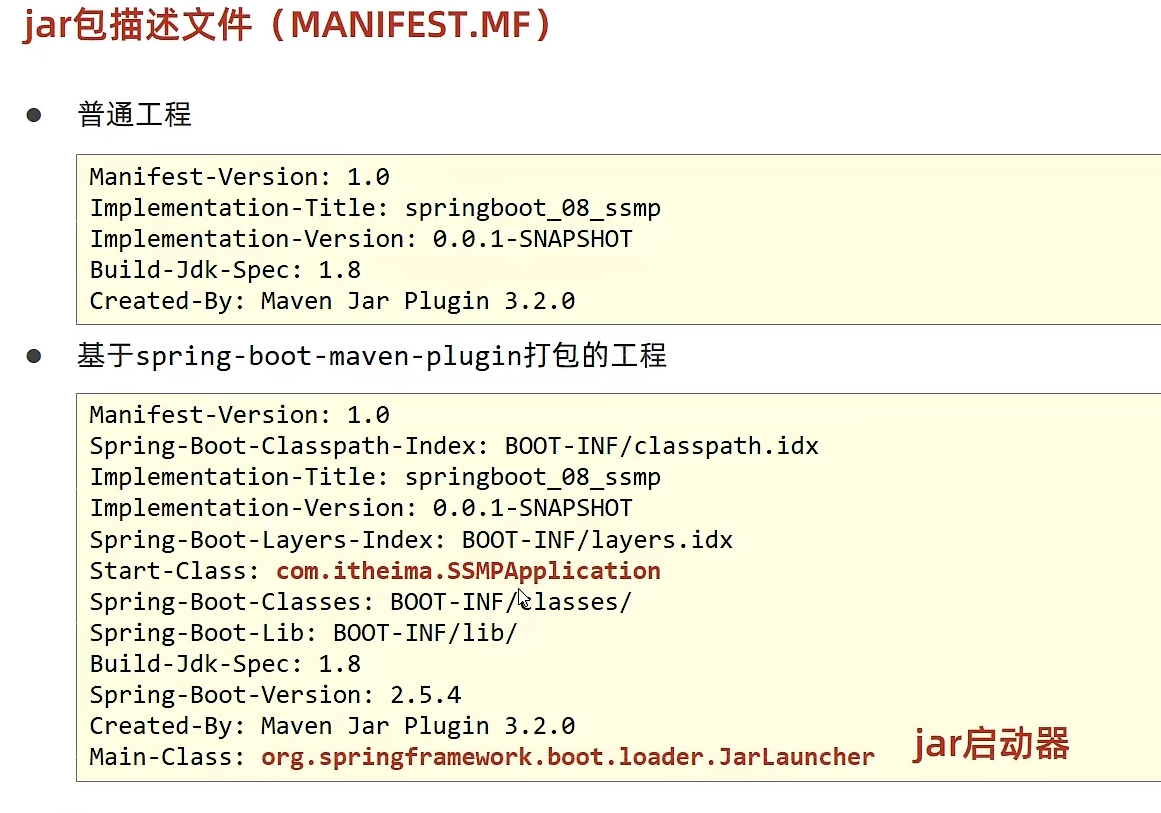 jar包描述文件（MANIFEST.MF）
● 普通工程
Manifest-Version: 1.0
Implementation-Title: springboot_08_ssmp
Implementation-Version: 0.0.1-SNAPSHOT
Build-Jdk-Spec: 1.8
Created-By: Maven Jar Plugin 3.2.0
● 基于spring-boot-maven-plugin打包的工程
Manifest-Version: 1.0
Spring-Boot-Classpath-Index: BOOT-INF/classpath.idx
Implementation-Title: springboot_08_ssmp
Implementation-Version: 0.0.1-SNAPSHOT
Spring-Boot-Layers-Index: BOOT-INF/layers.idx
Start-Class: com.itheima.SSMPApplication
Spring-Boot-Classes: BOOT-INF/classes/
Spring-Boot-Lib: BOOT-INF/lib/
Build-Jdk-Spec: 1.8
Spring-Boot-Version: 2.5.4
Created-By: Maven Jar Plugin 3.2.0
Main-Class: org.springframework.boot.loader.JarLauncher jar启动器